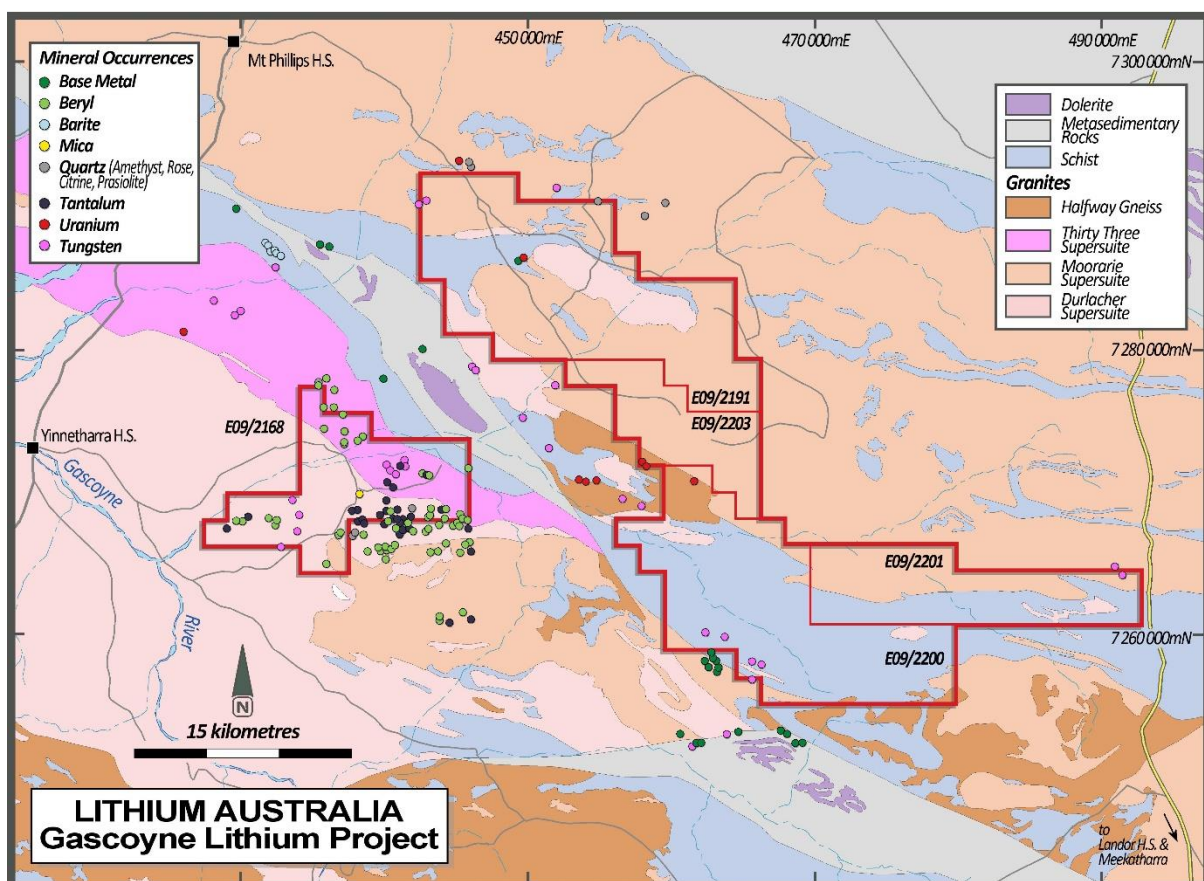 450 000mE
470 000mE
490 000mE
7 300 000mN
7 280 000mN
7 260 000mN
Mt Phillips H.S.
Mineral Occurrences
Base Metal
Beryl
Barite
Mica
Quartz (Amethyst, Rose,
Citrine, Prasiolite)
Tantalum
Uranium
Tungsten
Dolerite
Metasedimentary
Rocks
Schist
Granites
Halfway Gneiss
Thirty Three
Supersuite
Moorarie
Supersuite
Durlacher
Supersuite
E09/2191
E09/2203
E09/2168
Yinnetharra H.S.
Gascoyne
River
E09/2201
E09/2200
N
15 kilometres
LITHIUM AUSTRALIA
Gascoyne Lithium Project
to
Landor H.S. &
Meekatharra